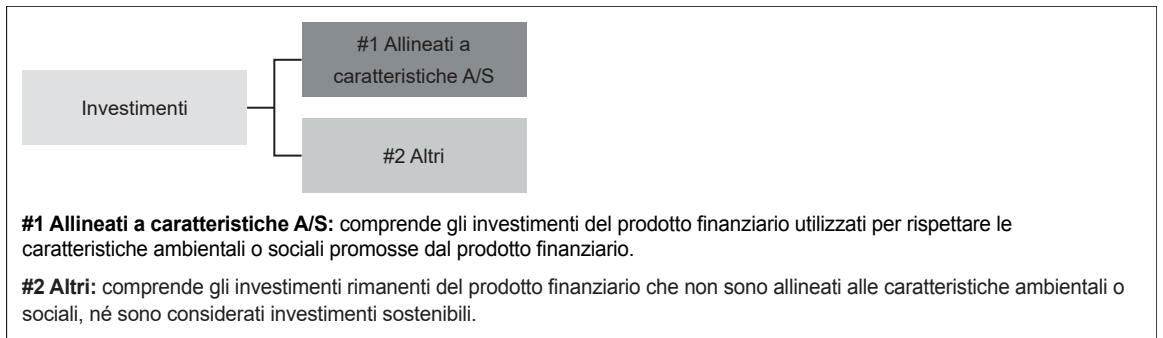 #1 Allineati a
caratteristiche A/S
Investimenti
#2 Altri
#1 Allineati a caratteristiche A/S: comprende gli investimenti del prodotto finanziario utilizzati per rispettare le
caratteristiche ambientali o sociali promosse dal prodotto finanziario.
#2 Altri: comprende gli investimenti rimanenti del prodotto finanziario che non sono allineati alle caratteristiche ambientali o
sociali, né sono considerati investimenti sostenibili.